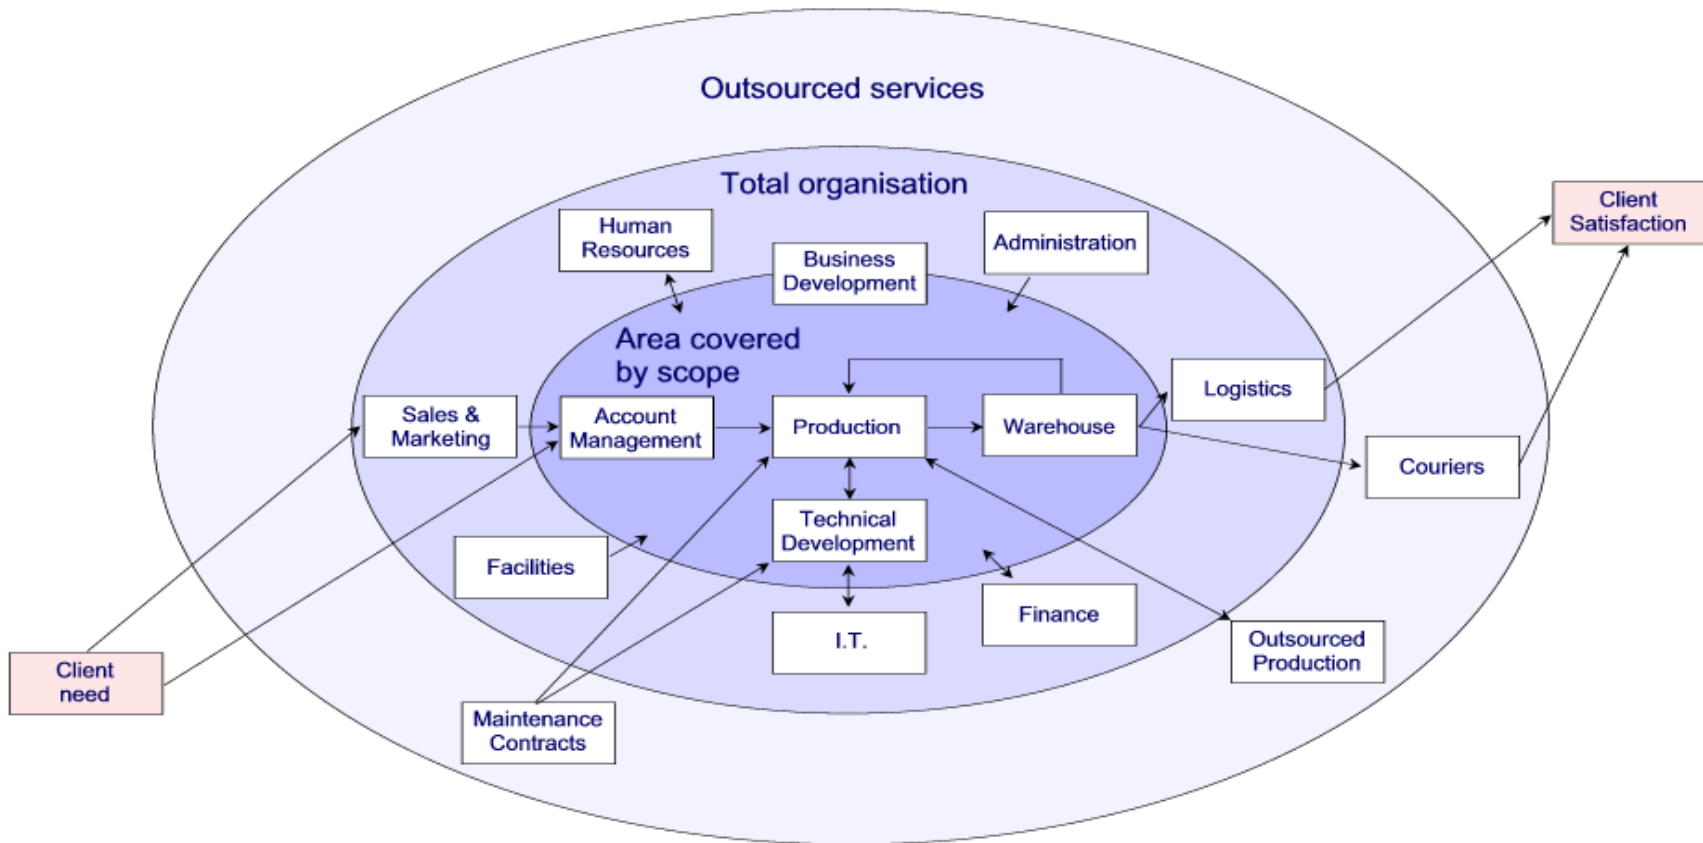 Outsourced services
Total organisation
Client
Satisfaction
Human
Resources
Administration
Business
Development
Area covered
by scope
Logistics
Sales &
Marketing
Account
Management
Production
Warehouse
Couriers
Technical
Development
Facilities
Finance
I.T.
Outsourced
Production
Client
need
Maintenance
Contracts